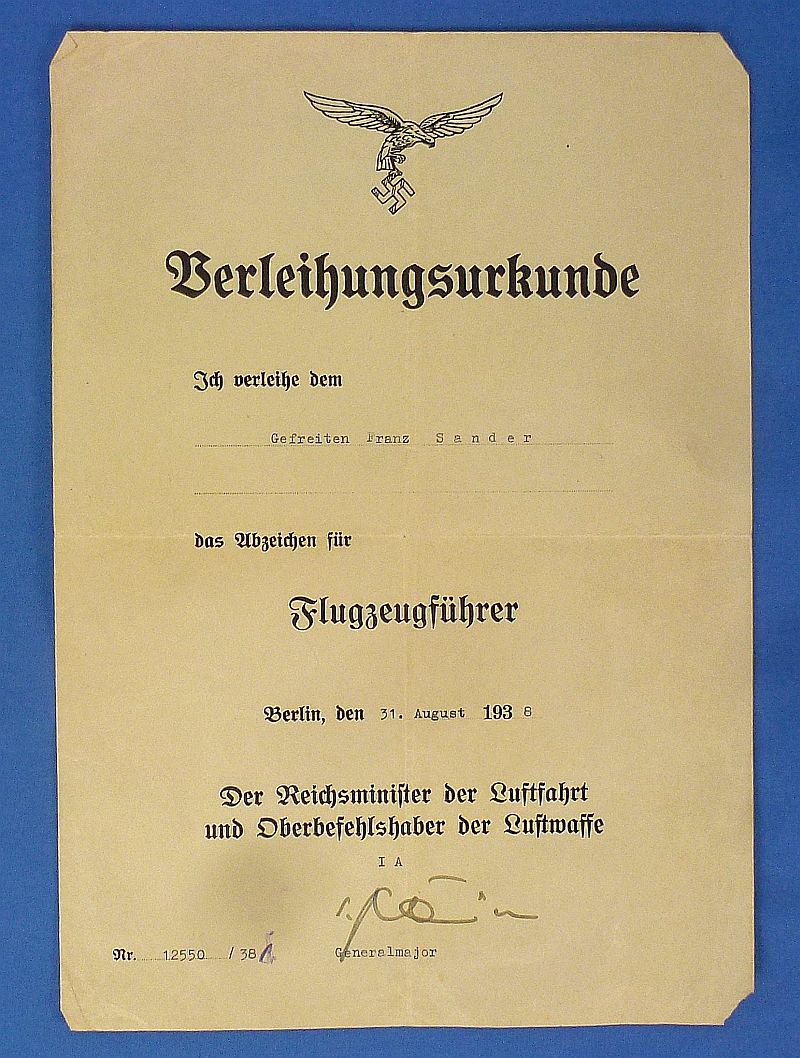 Verleihungsurkunde
Ich verleihe dem
Gefreiten Franz S a n d e r
das Abzeichen für
Flugzeugführer
Berlin, den 31. August 193 8
Der Reichsminister der Luftfahrt
und Oberbefehlshaber der Luftwaffe
I A
Generalmajor
Nr. 12550 / 38